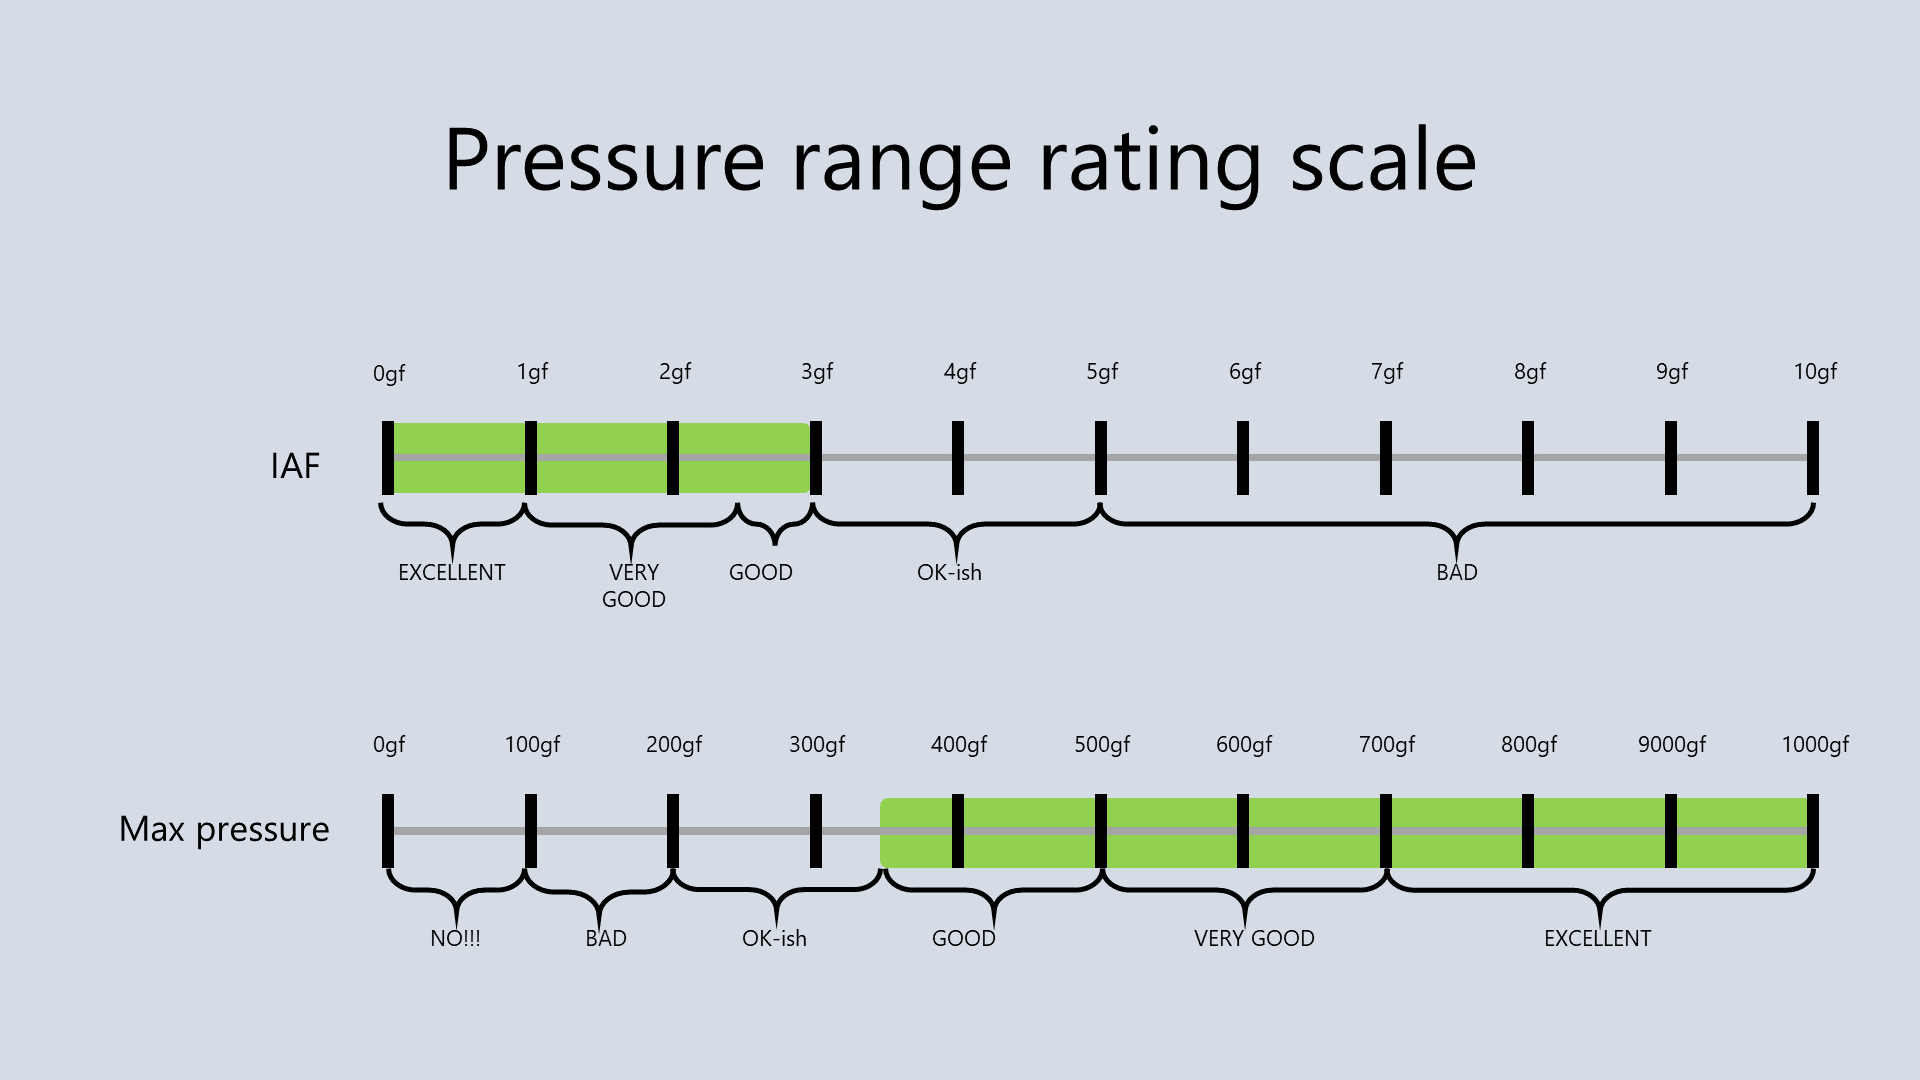 Pressure range rating scale
0gf 1gf 2gf 3gf 4gf 5gf 6gf 7gf 8gf 9gf 10gf
IAF
EXCELLENT VERY GOOD OK-ish BAD
GOOD
0gf 100gf 200gf 300gf 400gf 500gf 600gf 700gf 800gf 9000gf 1000gf
Max pressure
NO!!! BAD OK-ish GOOD VERY GOOD EXCELLENT